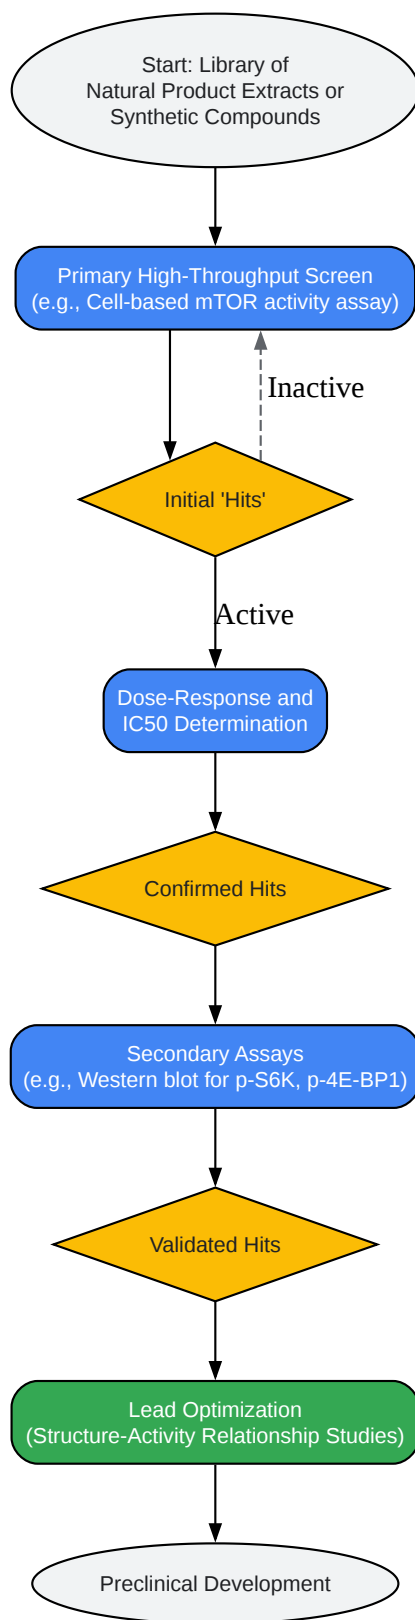 Start: Library of
Natural Product Extracts or
Synthetic Compounds
Primary High-Throughput Screen
(e.g., Cell-based mTOR activity assay)
Inactive
Initial 'Hits'
Active
Dose-Response and
IC50 Determination
Confirmed Hits
Secondary Assays
(e.g., Western blot for p-S6K, p-4E-BP1)
Validated Hits
Lead Optimization
(Structure-Activity Relationship Studies)
Preclinical Development